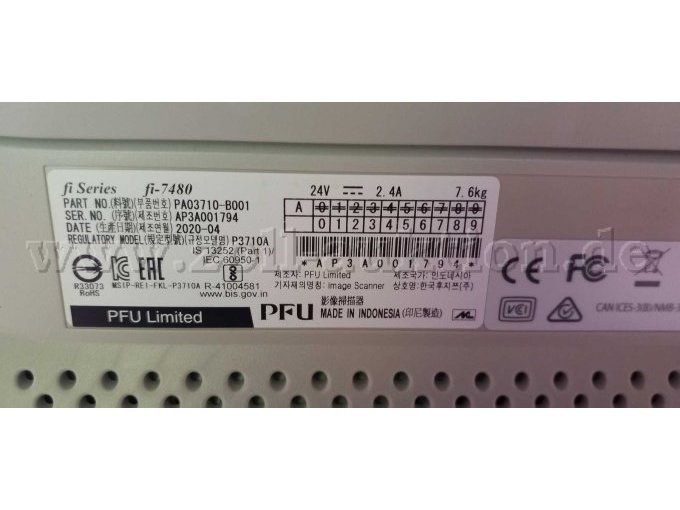 fi Series fi-7480
PART NO.(料號)(부품번호) PA03710-B001
SER.NO. (序號)(제조번호) AP3A001794
DATE (生產日期)(제조일) 2020-04
REGULATORY MODEL(規定型號)(규정모델명) P3710A
IS 13252(Part 1)/
IEC 60950-1
R33073
RoHS
EAC
MSIP-REI-FKL-P3710A
R-41004581
www.bis.gov.in
PFU Limited
24V 2.4A 7.6kg
A 0 1 2 3 4 5 6 7 8 9
0 1 2 3 4 5 6 7 8 9
*AP3A001794*
제조자: PFU Limited 제조국가: 인도네시아
기자재의명칭: Image Scanner 상호명: 한국후지쯔(주)
PFU
影像掃描器
MADE IN INDONESIA (印尼製造)
CE FC
VCI
CAN ICES-3(B)/NMB-3